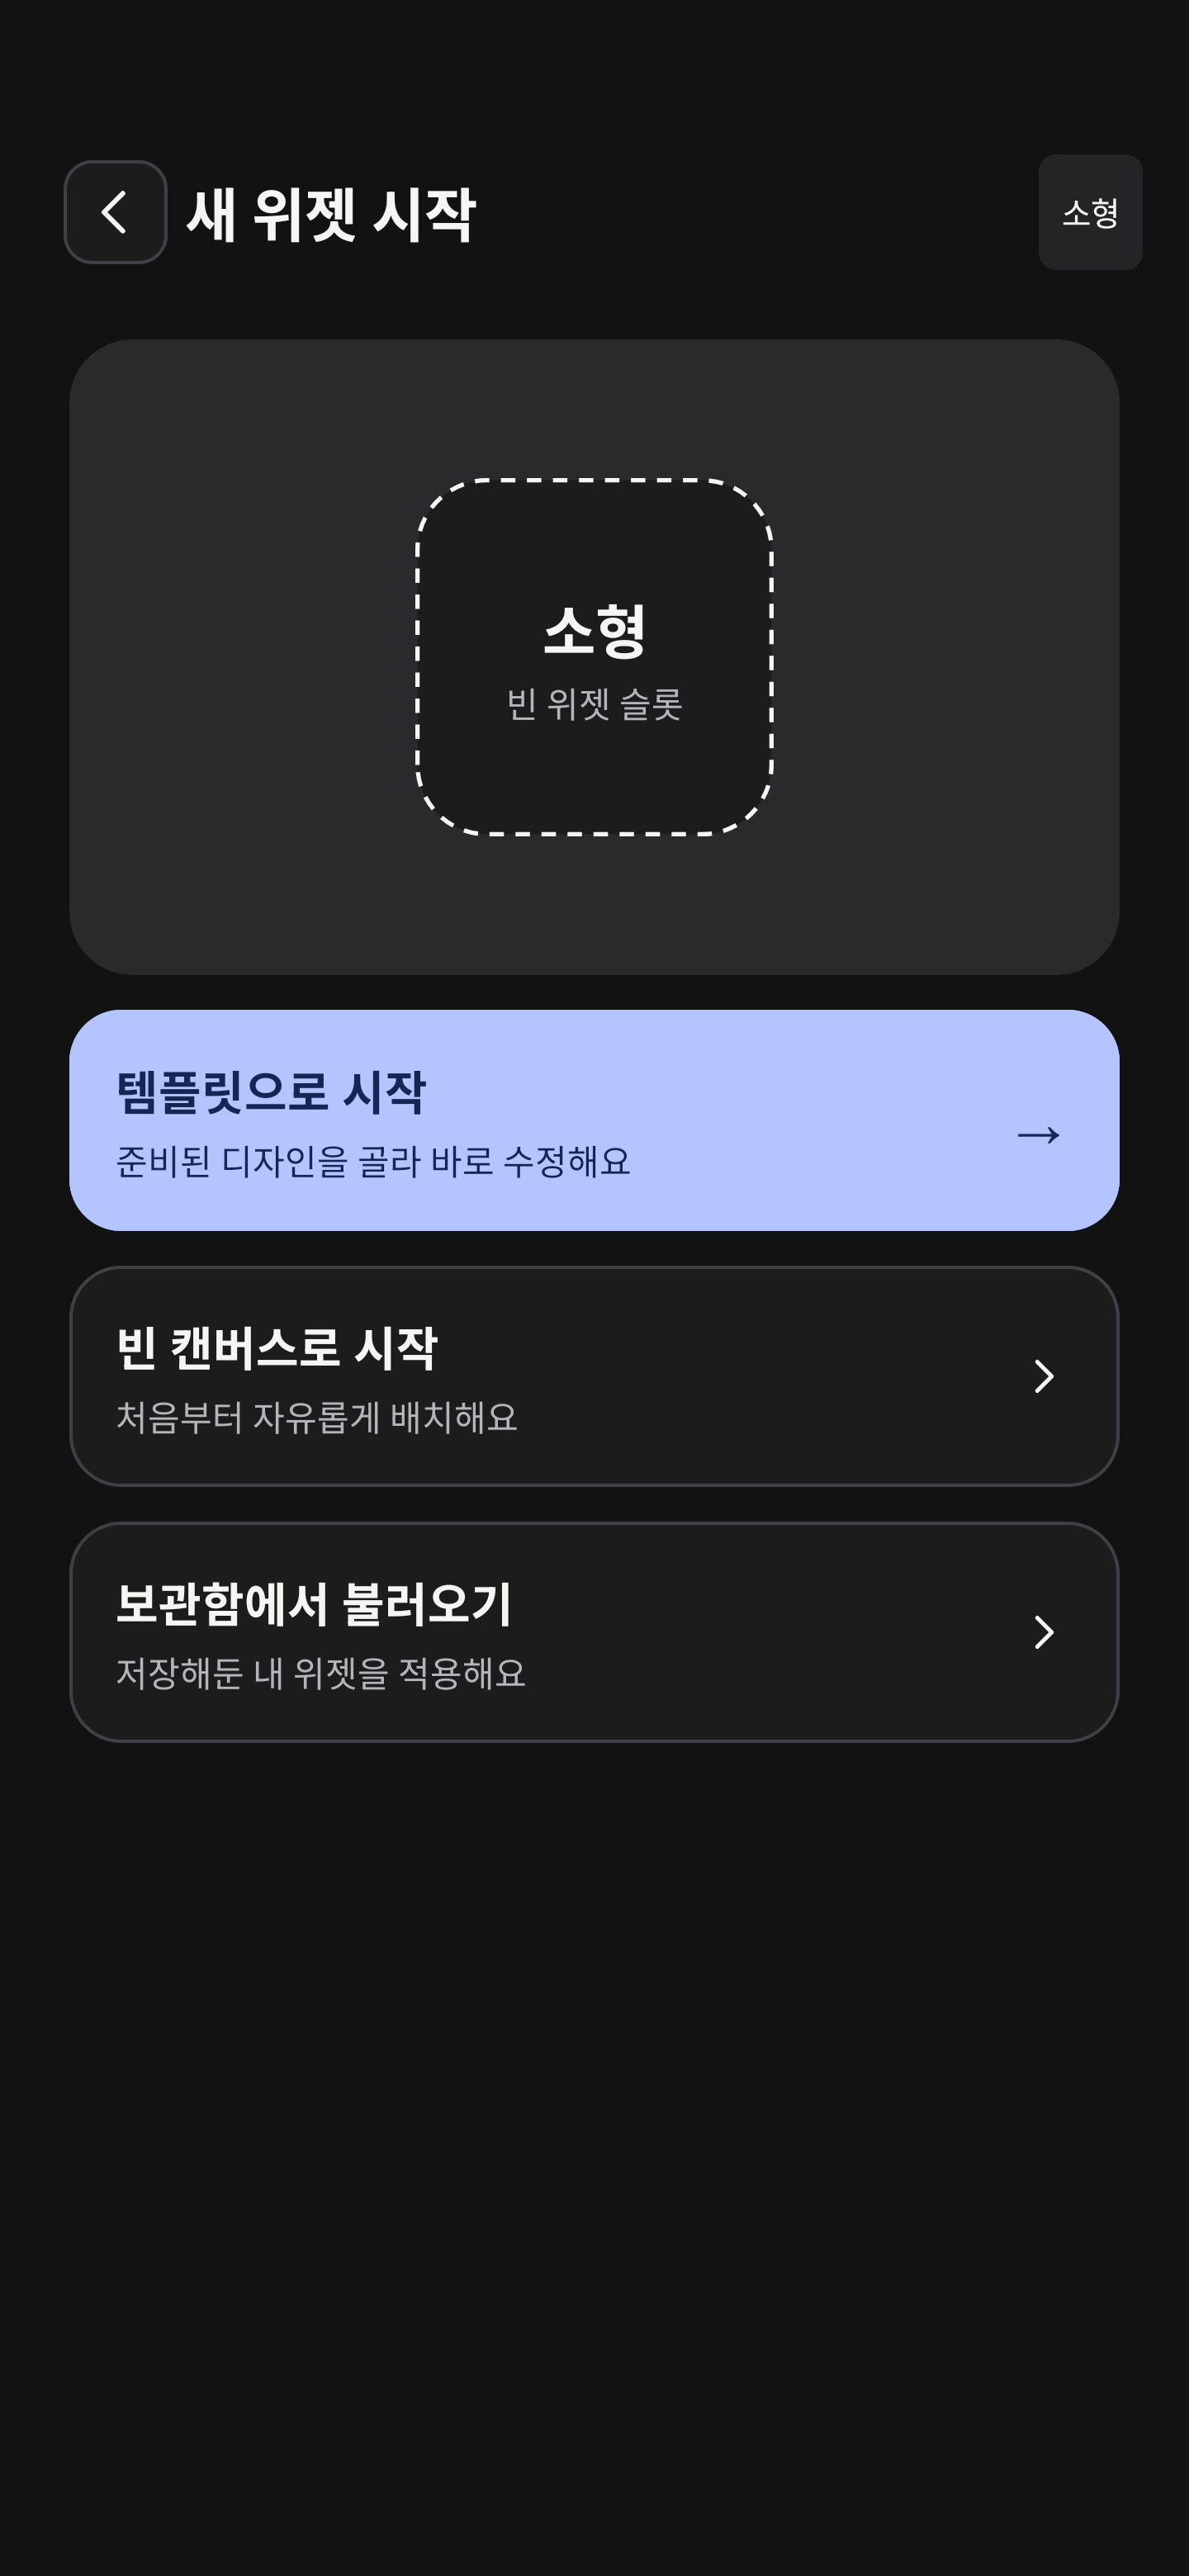 새 위젯 시작
소형
소형
빈 위젯 슬롯
템플릿으로 시작
준비된 디자인을 골라 바로 수정해요
→
빈 캔버스로 시작
처음부터 자유롭게 배치해요
보관함에서 불러오기
저장해둔 내 위젯을 적용해요